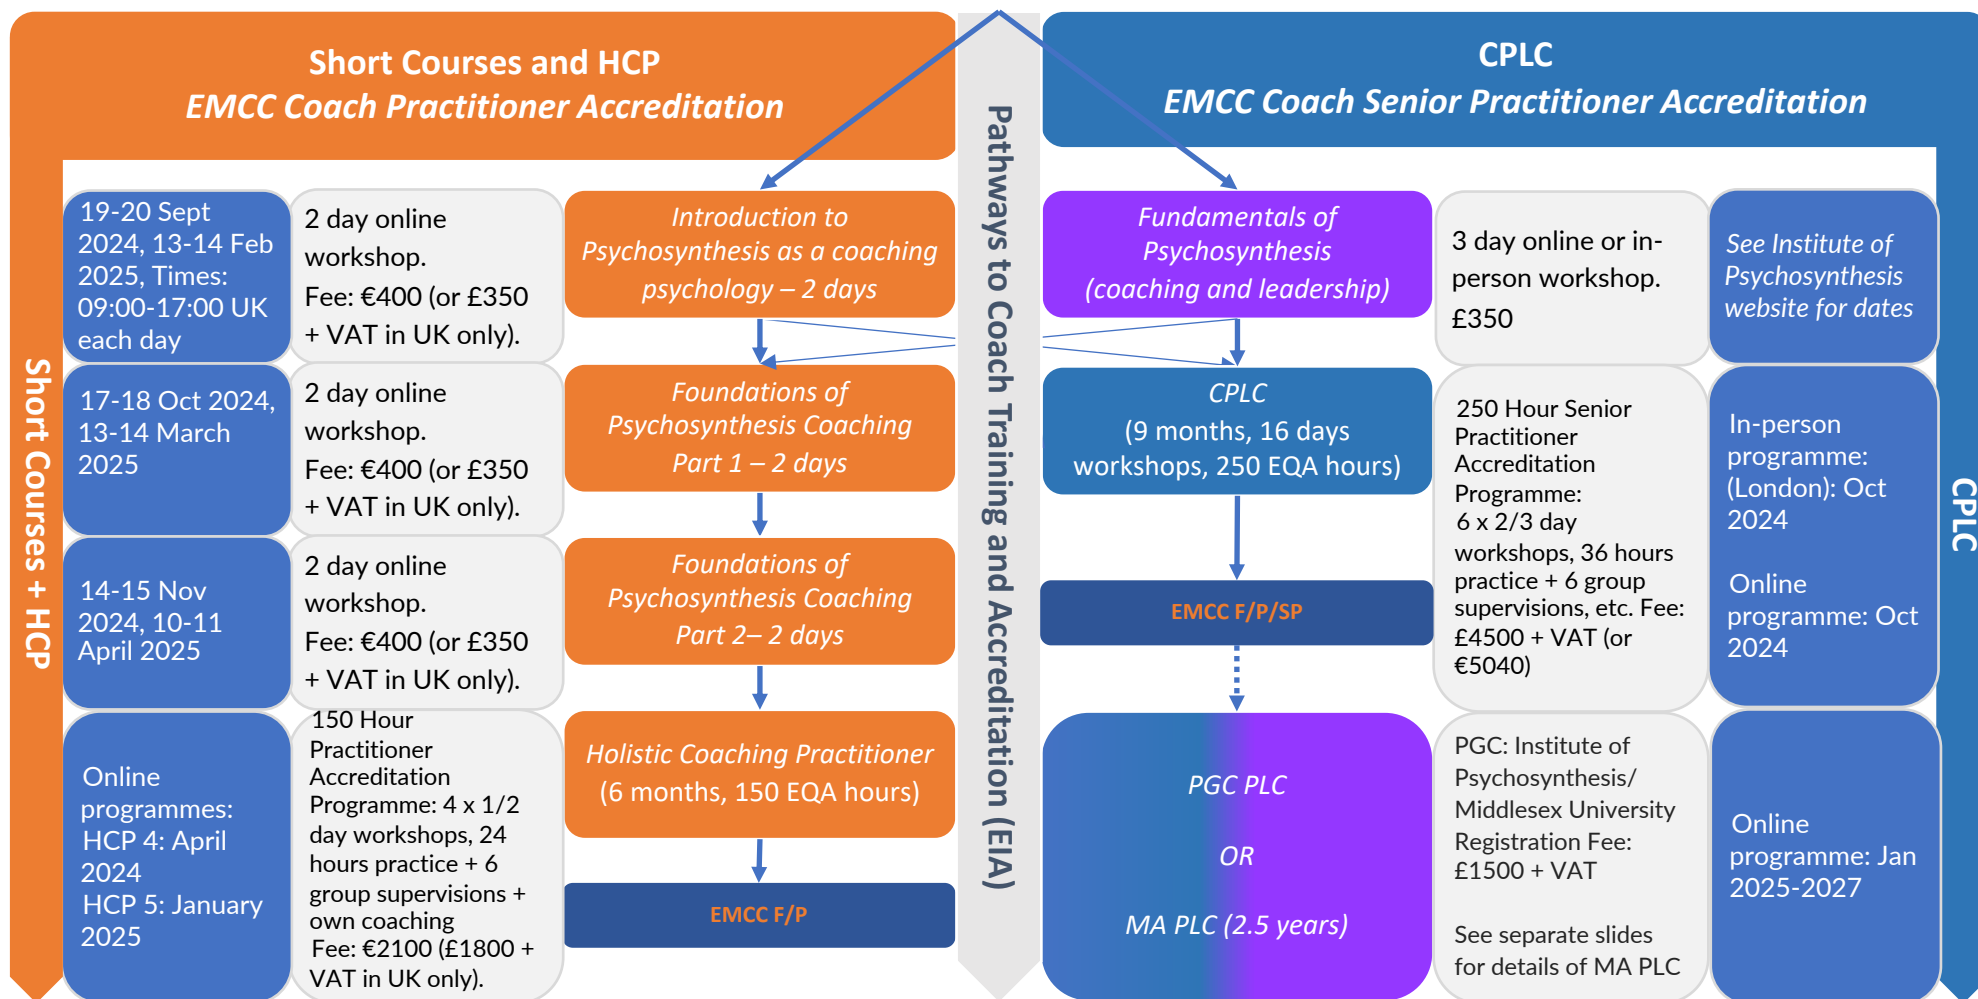 Short Courses and HCP
EMCC Coach Practitioner Accreditation
CPLC
EMCC Coach Senior Practitioner Accreditation
Pathways to Coach Training and Accreditation (EIA)
Short Courses + HCP
CPLC
19-20 Sept
2024, 13-14 Feb
2025, Times:
09:00-17:00 UK
each day
2 day online
workshop.
Fee: €400 (or £350
+ VAT in UK only).
Introduction to
Psychosynthesis as a coaching
psychology – 2 days
Fundamentals of
Psychosynthesis
(coaching and leadership)
3 day online or in-
person workshop.
£350
See Institute of
Psychosynthesis
website for dates
17-18 Oct 2024,
13-14 March
2025
2 day online
workshop.
Fee: €400 (or £350
+ VAT in UK only).
Foundations of
Psychosynthesis Coaching
Part 1 – 2 days
CPLC
(9 months, 16 days
workshops, 250 EQA hours)
250 Hour Senior
Practitioner
Accreditation
Programme:
6 x 2/3 day
workshops, 36 hours
practice + 6 group
supervisions, etc. Fee:
£4500 + VAT (or
€5040)
In-person
programme:
(London): Oct
2024
Online
programme: Oct
2024
14-15 Nov
2024, 10-11
April 2025
2 day online
workshop.
Fee: €400 (or £350
+ VAT in UK only).
Foundations of
Psychosynthesis Coaching
Part 2– 2 days
EMCC F/P/SP
Online
programmes:
HCP 4: April
2024
HCP 5: January
2025
150 Hour
Practitioner
Accreditation
Programme: 4 x 1/2
day workshops, 24
hours practice + 6
group supervisions +
own coaching
Fee: €2100 (£1800 +
VAT in UK only).
Holistic Coaching Practitioner
(6 months, 150 EQA hours)
EMCC F/P
PGC PLC
OR
MA PLC (2.5 years)
PGC: Institute of
Psychosynthesis/
Middlesex University
Registration Fee:
£1500 + VAT
See separate slides
for details of MA PLC
Online
programme: Jan
2025-2027